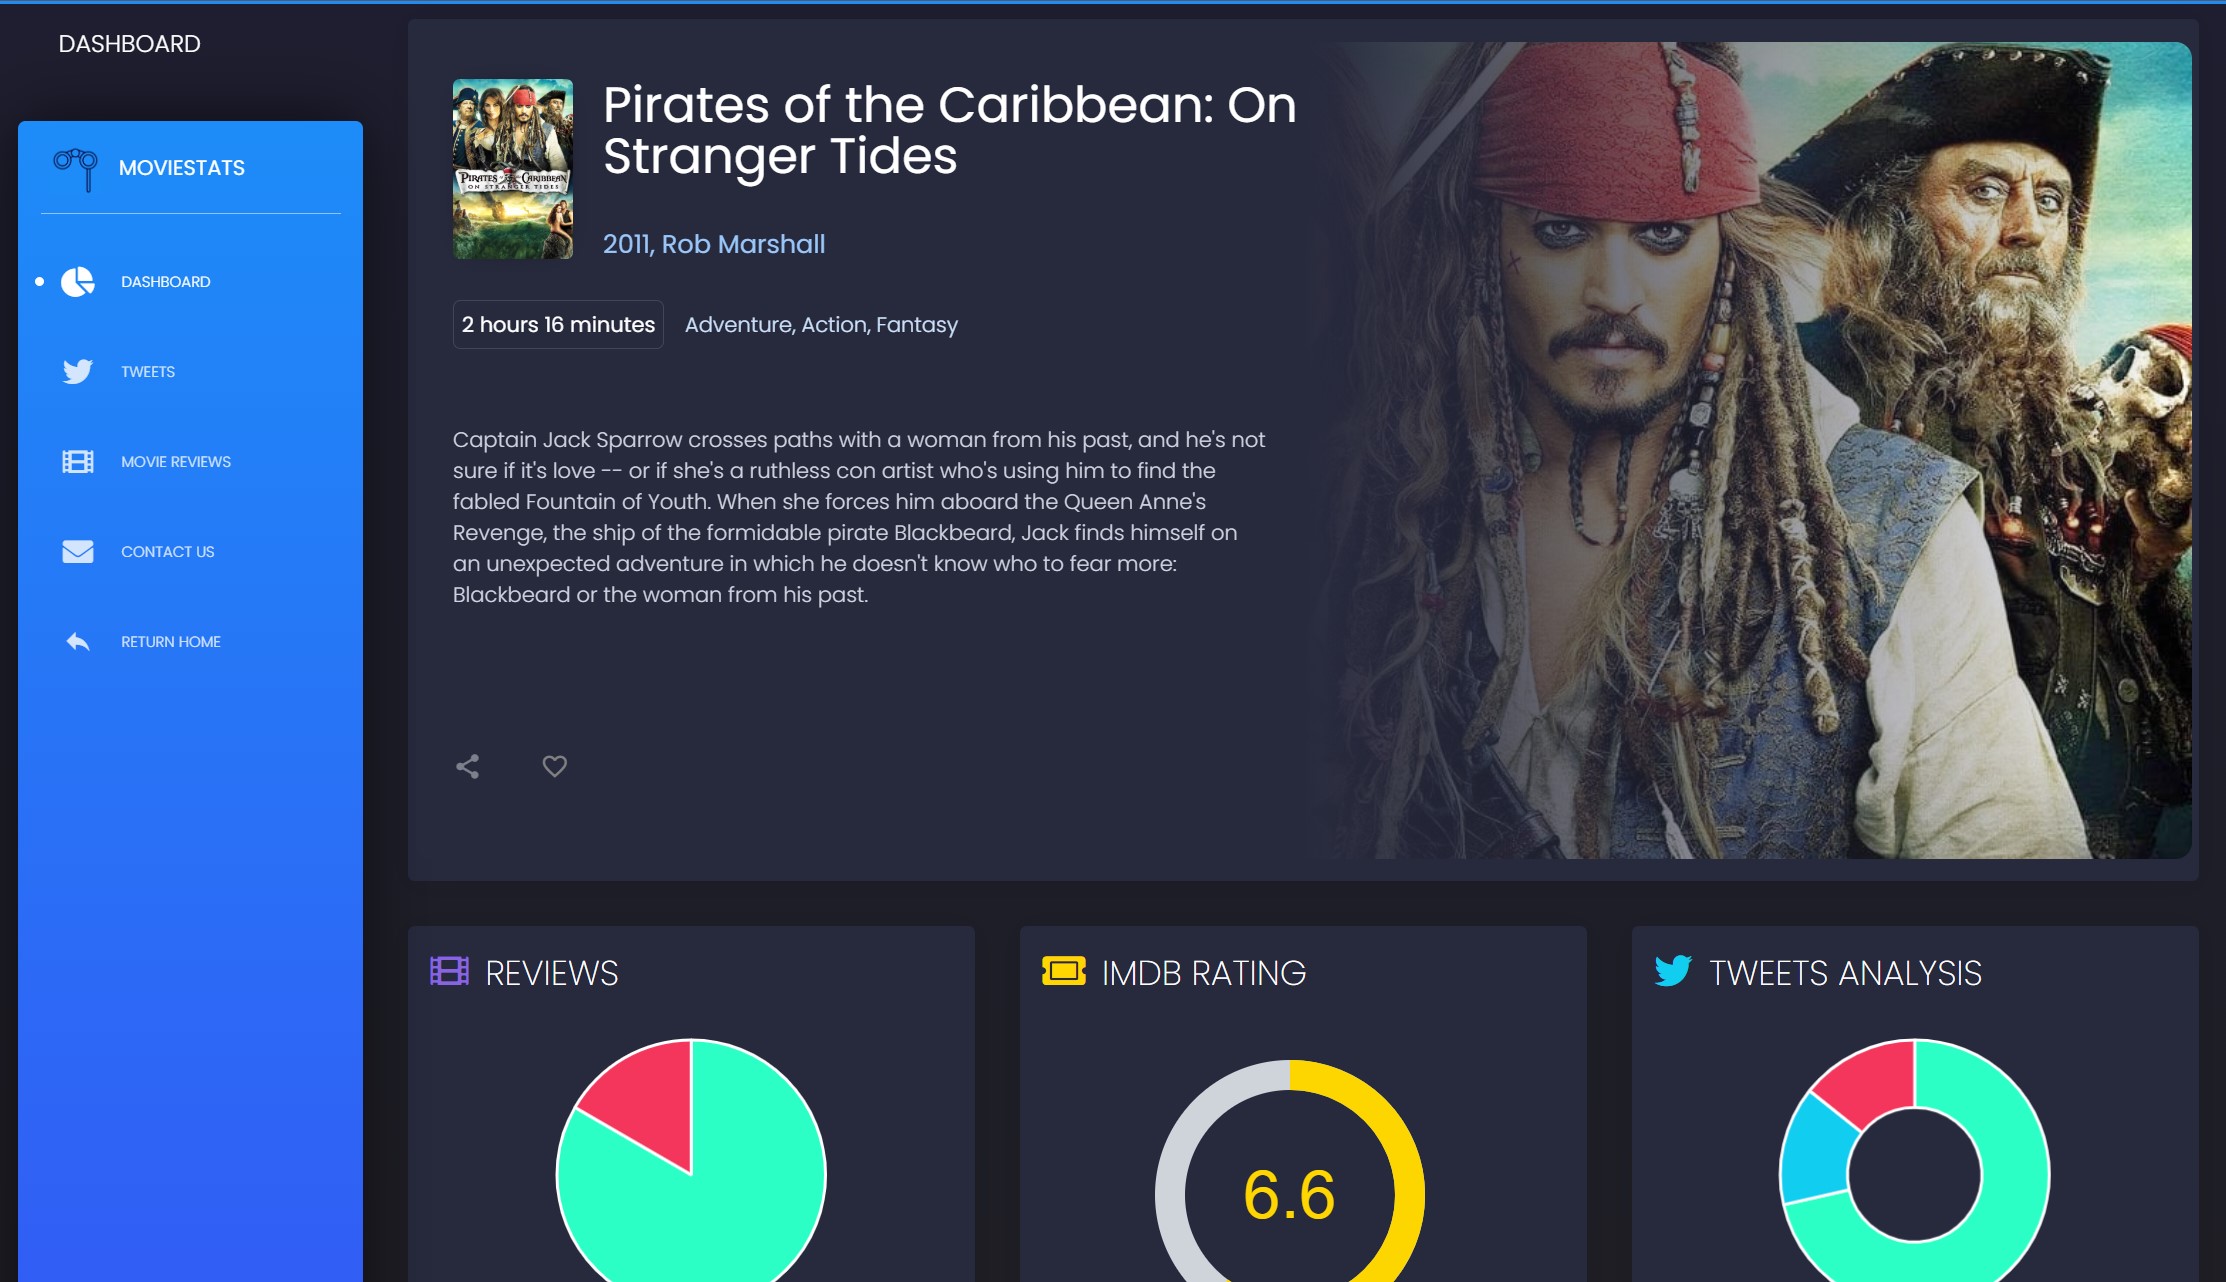 DASHBOARD
MOVIESTATS
DASHBOARD
TWEETS
MOVIE REVIEWS
CONTACT US
RETURN HOME
PIRATES of the CARIBBEAN
ON STRANGER TIDES
Pirates of the Caribbean: On
Stranger Tides
2011, Rob Marshall
2 hours 16 minutes
Adventure, Action, Fantasy
Captain Jack Sparrow crosses paths with a woman from his past, and he's not
sure if it's love -- or if she's a ruthless con artist who's using him to find the
fabled Fountain of Youth. When she forces him aboard the Queen Anne's
Revenge, the ship of the formidable pirate Blackbeard, Jack finds himself on
an unexpected adventure in which he doesn't know who to fear more:
Blackbeard or the woman from his past.
REVIEWS
IMDB RATING
6.6
TWEETS ANALYSIS